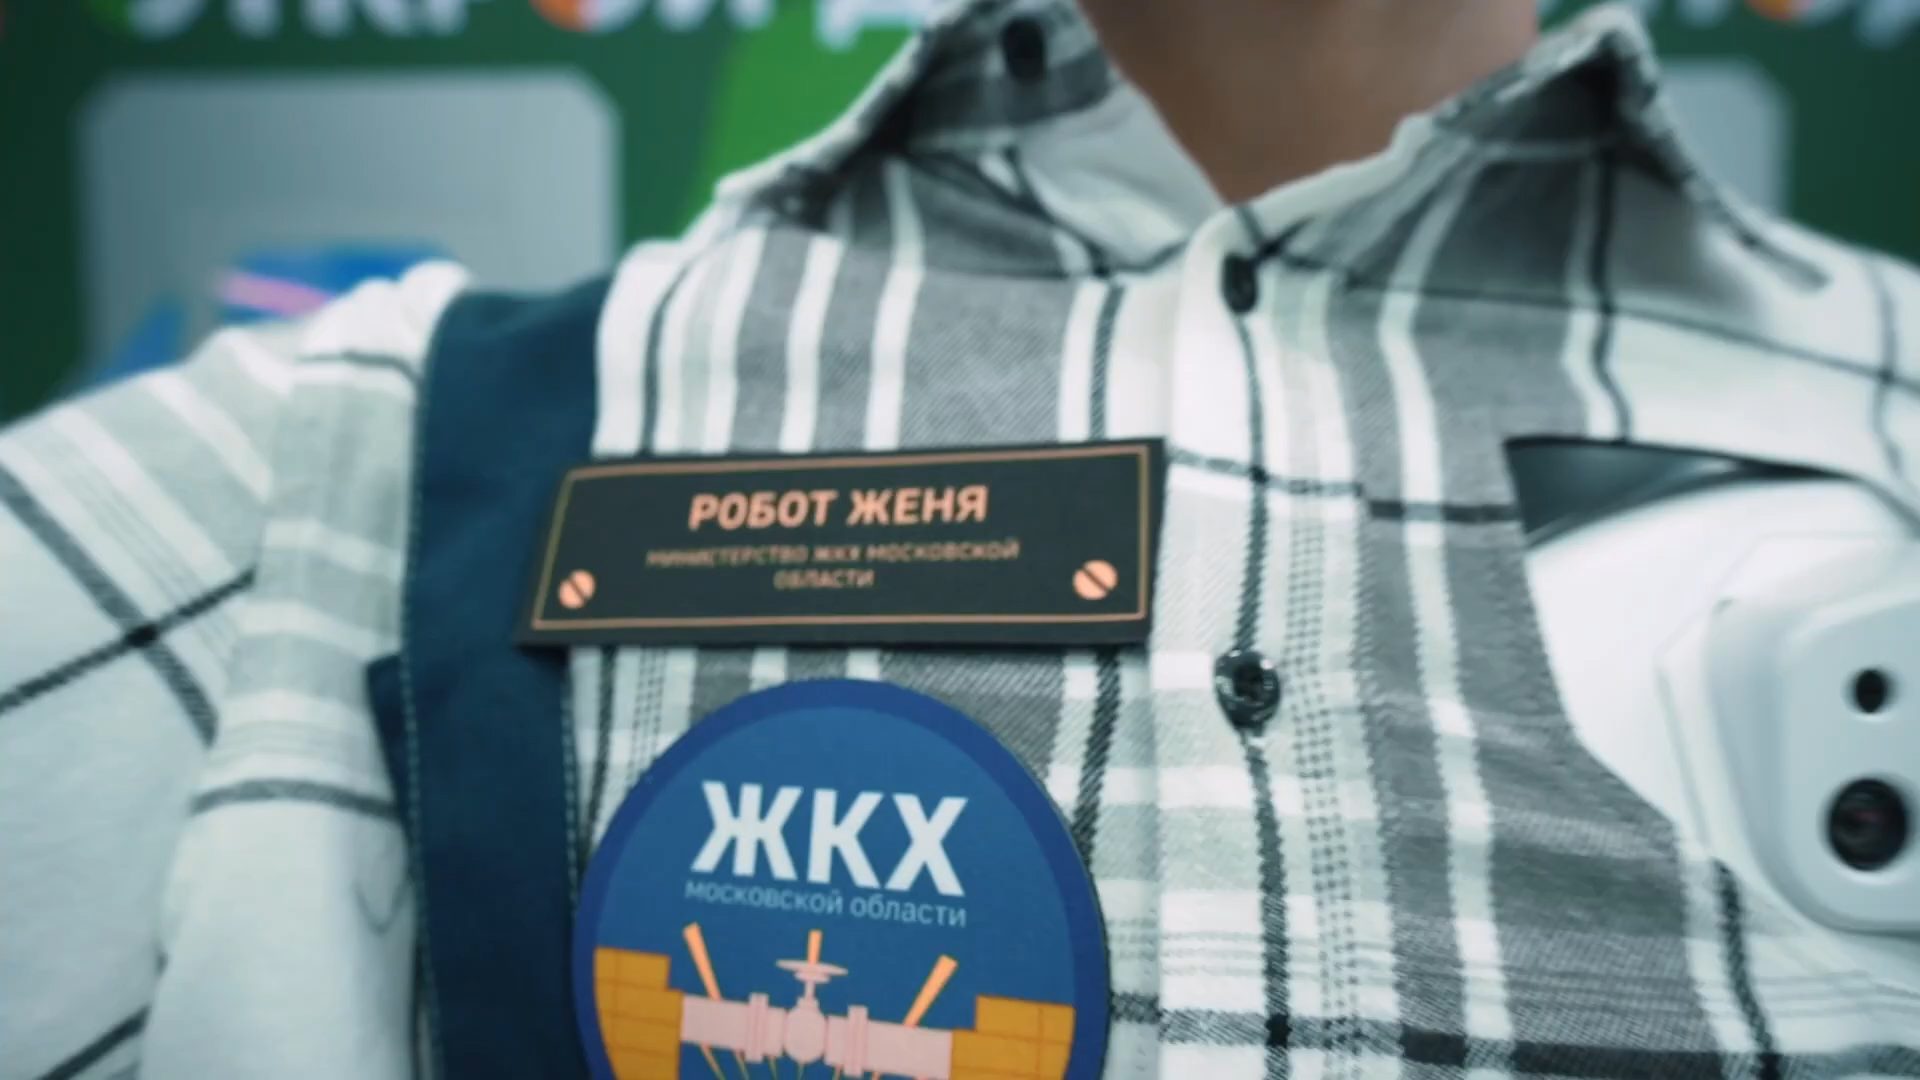 РОБОТ ЖЕНЯ
МИНИСТЕРСТВО ЖКХ МОСКОВСКОЙ
ОБЛАСТИ
ЖКХ
московской области